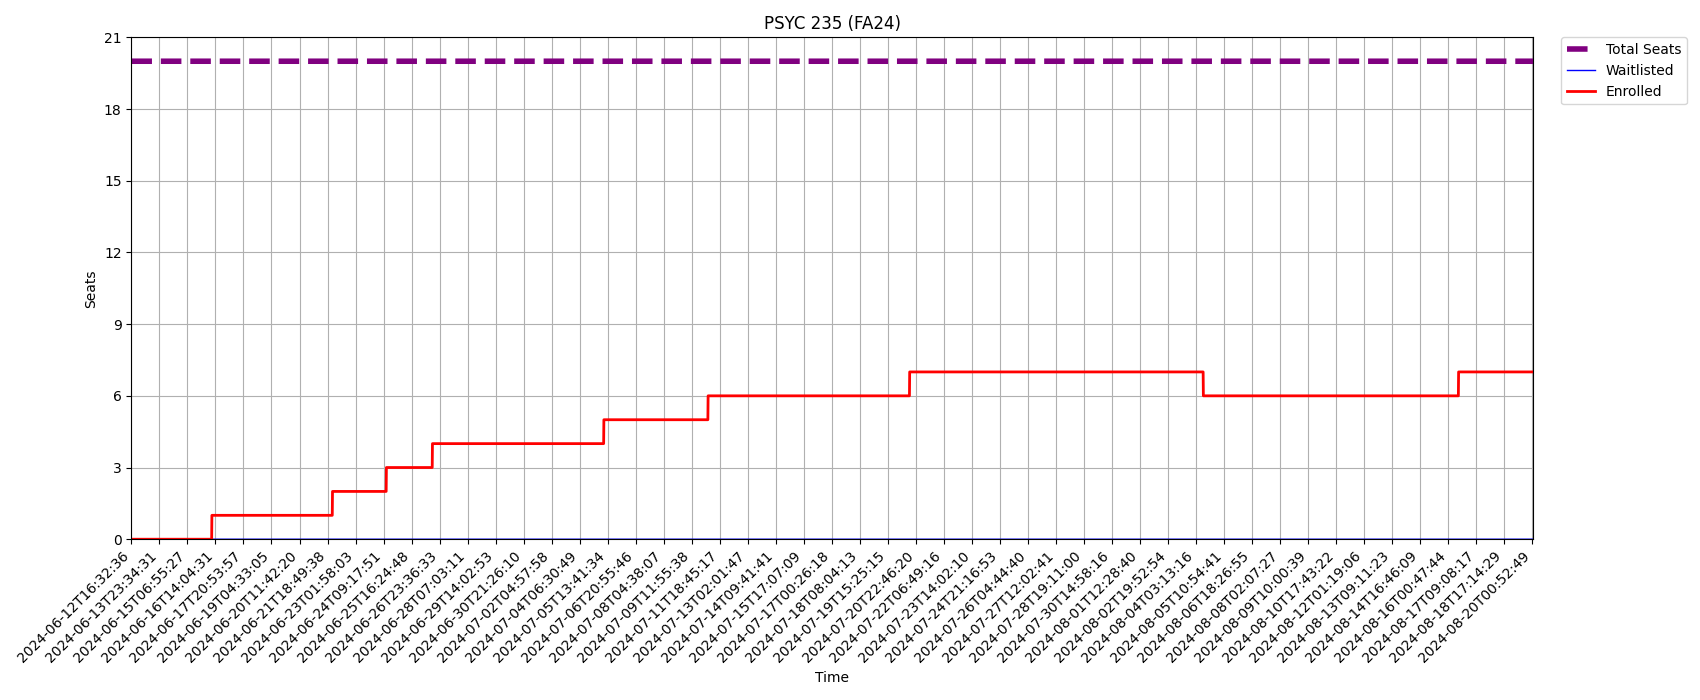 PSYC 235 (FA24)
Total Seats
Waitlisted
Enrolled
Seats
21
18
15
12
9
6
3
0
2024-06-12T16:32:36
2024-06-13T23:34:31
2024-06-15T06:55:27
2024-06-16T14:04:31
2024-06-17T20:53:57
2024-06-19T04:33:05
2024-06-20T11:42:20
2024-06-21T18:49:38
2024-06-23T01:58:03
2024-06-24T09:17:51
2024-06-25T16:24:48
2024-06-26T23:36:33
2024-06-28T07:03:11
2024-06-29T14:02:53
2024-06-30T21:26:10
2024-07-02T04:57:58
2024-07-04T06:30:49
2024-07-05T13:41:34
2024-07-06T20:55:46
2024-07-08T04:38:07
2024-07-09T11:55:38
2024-07-11T18:45:17
2024-07-13T02:01:47
2024-07-14T09:41:41
2024-07-15T17:07:09
2024-07-17T00:26:18
2024-07-18T08:04:13
2024-07-19T15:25:15
2024-07-20T22:46:20
2024-07-22T06:49:16
2024-07-23T14:02:10
2024-07-24T21:16:53
2024-07-26T04:44:40
2024-07-27T12:02:41
2024-07-28T19:11:00
2024-07-30T14:58:16
2024-08-01T12:28:40
2024-08-02T19:52:54
2024-08-04T03:13:16
2024-08-05T10:54:41
2024-08-06T18:26:55
2024-08-08T02:07:27
2024-08-09T10:00:39
2024-08-10T17:43:22
2024-08-12T01:19:06
2024-08-13T09:11:23
2024-08-14T16:46:09
2024-08-16T00:47:44
2024-08-17T09:08:17
2024-08-18T17:14:29
2024-08-20T00:52:49
Time